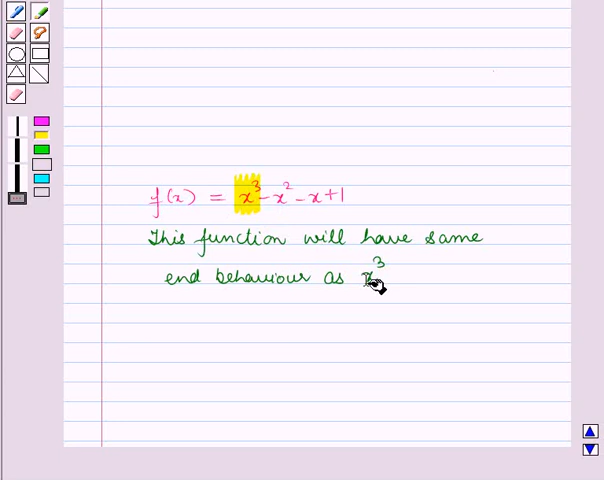 f(x) = x³ - x² - x + 1
This function will have same
end behaviour as x³